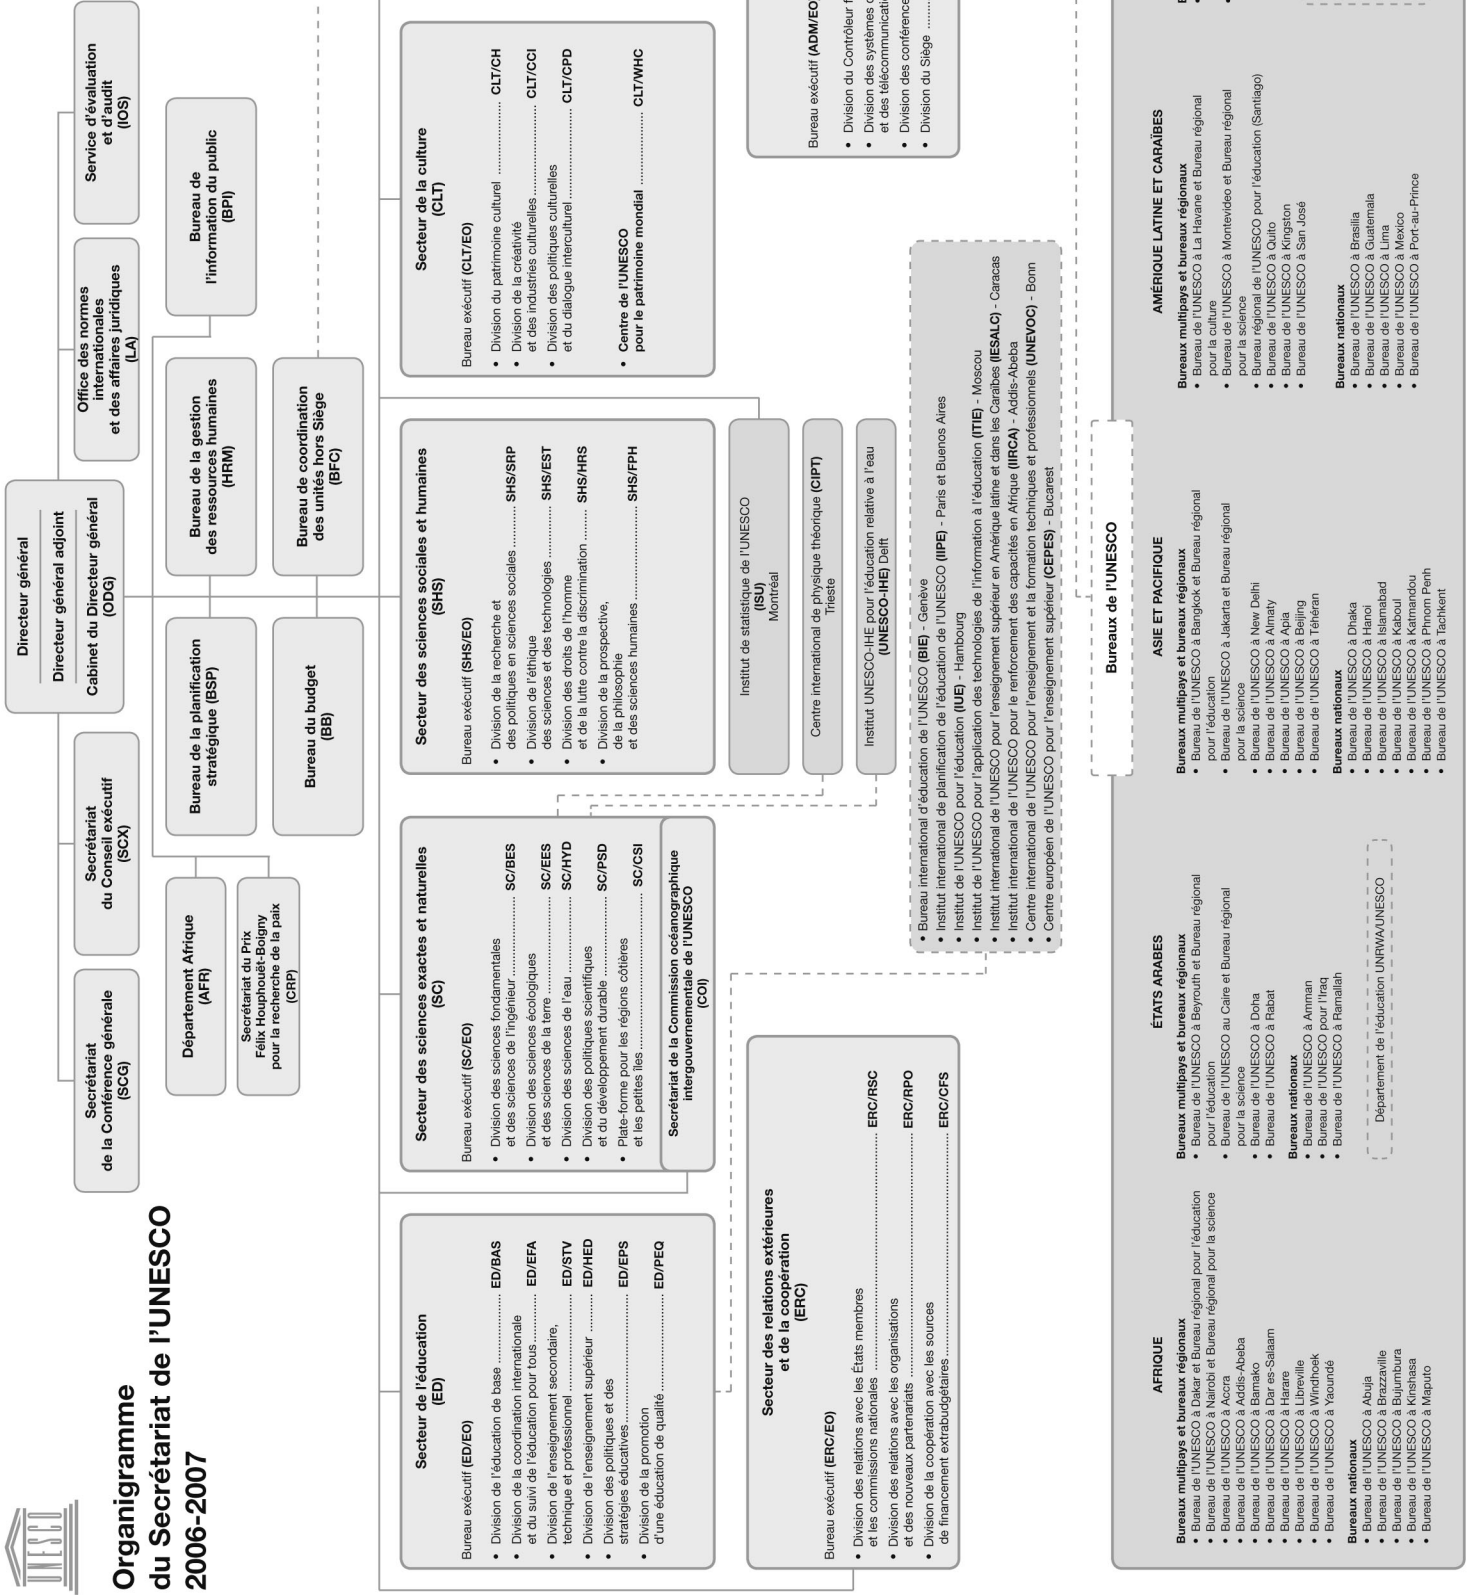 UNESCO
Organigramme
du Secrétariat de l'UNESCO
2006-2007
Directeur général
Directeur général adjoint
Cabinet du Directeur général
(ODG)
Secrétariat
de la Conférence générale
(SCG)
Secrétariat
du Conseil exécutif
(SCX)
Office des normes
internationales
et des affaires juridiques
(LA)
Service d'évaluation
et d'audit
(IOS)
Département Afrique
(AFR)
Secrétariat du Prix
Félix Houphouët-Boigny
pour la recherche de la paix
(CRP)
Bureau de la planification
stratégique (BSP)
Bureau de la gestion
des ressources humaines
(HRM)
Bureau de
l'information du public
(BPI)
Bureau du budget
(BB)
Bureau de coordination
des unités hors Siège
(BFC)
Secteur de l'éducation
(ED)
Bureau exécutif (ED/EO)
• Division de l'éducation de base ........ ED/BAS
• Division de la coordination internationale
et du suivi de l'éducation pour tous ........ ED/EFA
• Division de l'enseignement secondaire,
technique et professionnel ........ ED/STV
• Division de l'enseignement supérieur ........ ED/HED
• Division des politiques et des
stratégies éducatives ........ ED/EPS
• Division de la promotion
d'une éducation de qualité ........ ED/PEQ
Secteur des sciences exactes et naturelles
(SC)
Bureau exécutif (SC/EO)
• Division des sciences fondamentales
et des sciences de l'ingénieur ........ SC/BES
• Division des sciences écologiques
et des sciences de la terre ........ SC/EES
• Division des sciences de l'eau ........ SC/HYD
• Division des politiques scientifiques
et du développement durable ........ SC/PSD
• Plate-forme pour les régions côtières
et les petites îles ........ SC/CSI
Secrétariat de la Commission océanographique
intergouvernementale de l'UNESCO
(COI)
Secteur des sciences sociales et humaines
(SHS)
Bureau exécutif (SHS/EO)
• Division de la recherche et
des politiques en sciences sociales ........ SHS/SRP
• Division de l'éthique
des sciences et des technologies ........ SHS/EST
• Division des droits de l'homme
et de la lutte contre la discrimination ........ SHS/HRS
• Division de la prospective,
de la philosophie
et des sciences humaines ........ SHS/FPH
Secteur de la culture
(CLT)
Bureau exécutif (CLT/EO)
• Division du patrimoine culturel ........ CLT/CH
• Division de la créativité
et des industries culturelles ........ CLT/CCI
• Division des politiques culturelles
et du dialogue interculturel ........ CLT/CPD
• Centre de l'UNESCO
pour le patrimoine mondial ........ CLT/WHC
Secteur des relations extérieures
et de la coopération
(ERC)
Bureau exécutif (ERC/EO)
• Division des relations avec les États membres
et les commissions nationales ........ ERC/RSC
• Division des relations avec les organisations
et des nouveaux partenariats ........ ERC/RPO
• Division de la coopération avec les sources
de financement extrabudgétaires ........ ERC/CFS
Institut de statistique de l'UNESCO
(ISU)
Montréal
Centre international de physique théorique (CIPT)
Trieste
Institut UNESCO-IHE pour l'éducation relative à l'eau
(UNESCO-IHE) Delft
Bureau exécutif (ADM/EO)
• Division du Contrôleur f
• Division des systèmes d
et des télécommunicati
• Division des conférence
• Division du Siège ........
• Bureau international d'éducation de l'UNESCO (BIE) - Genève
• Institut international de planification de l'éducation de l'UNESCO (IIPE) - Paris et Buenos Aires
• Institut de l'UNESCO pour l'éducation (IUE) - Hambourg
• Institut de l'UNESCO pour l'application des technologies de l'information à l'éducation (ITIE) - Moscou
• Institut international de l'UNESCO pour l'enseignement supérieur en Amérique latine et dans les Caraïbes (IESALC) - Caracas
• Institut international de l'UNESCO pour le renforcement des capacités en Afrique (IIRCA) - Addis-Abeba
• Centre international de l'UNESCO pour l'enseignement et la formation techniques et professionnels (UNEVOC) - Bonn
• Centre européen de l'UNESCO pour l'enseignement supérieur (CEPES) - Bucarest
Bureaux de l'UNESCO
AFRIQUE
Bureaux multipays et bureaux régionaux
• Bureau de l'UNESCO à Dakar et Bureau régional pour l'éducation
• Bureau de l'UNESCO à Nairobi et Bureau régional pour la science
• Bureau de l'UNESCO à Accra
• Bureau de l'UNESCO à Addis-Abeba
• Bureau de l'UNESCO à Bamako
• Bureau de l'UNESCO à Dar es-Salaam
• Bureau de l'UNESCO à Harare
• Bureau de l'UNESCO à Libreville
• Bureau de l'UNESCO à Windhoek
• Bureau de l'UNESCO à Yaoundé
Bureaux nationaux
• Bureau de l'UNESCO à Abuja
• Bureau de l'UNESCO à Brazzaville
• Bureau de l'UNESCO à Bujumbura
• Bureau de l'UNESCO à Kinshasa
• Bureau de l'UNESCO à Maputo
ÉTATS ARABES
Bureaux multipays et bureaux régionaux
• Bureau de l'UNESCO à Beyrouth et Bureau régional
pour l'éducation
• Bureau de l'UNESCO au Caire et Bureau régional
pour la science
• Bureau de l'UNESCO à Doha
• Bureau de l'UNESCO à Rabat
Bureaux nationaux
• Bureau de l'UNESCO à Amman
• Bureau de l'UNESCO pour l'Iraq
• Bureau de l'UNESCO à Ramallah
Département de l'éducation UNRWA/UNESCO
ASIE ET PACIFIQUE
Bureaux multipays et bureaux régionaux
• Bureau de l'UNESCO à Bangkok et Bureau régional
pour l'éducation
• Bureau de l'UNESCO à Jakarta et Bureau régional
pour la science
• Bureau de l'UNESCO à New Delhi
• Bureau de l'UNESCO à Almaty
• Bureau de l'UNESCO à Apia
• Bureau de l'UNESCO à Beijing
• Bureau de l'UNESCO à Téhéran
Bureaux nationaux
• Bureau de l'UNESCO à Dhaka
• Bureau de l'UNESCO à Hanoi
• Bureau de l'UNESCO à Islamabad
• Bureau de l'UNESCO à Kaboul
• Bureau de l'UNESCO à Katmandou
• Bureau de l'UNESCO à Phnom Penh
• Bureau de l'UNESCO à Tachkent
AMÉRIQUE LATINE ET CARAÏBES
Bureaux multipays et bureaux régionaux
• Bureau de l'UNESCO à La Havane et Bureau régional
pour la culture
• Bureau de l'UNESCO à Montevideo et Bureau régional
pour la science
• Bureau régional de l'UNESCO pour l'éducation (Santiago)
• Bureau de l'UNESCO à Quito
• Bureau de l'UNESCO à Kingston
• Bureau de l'UNESCO à San José
Bureaux nationaux
• Bureau de l'UNESCO à Brasilia
• Bureau de l'UNESCO à Guatemala
• Bureau de l'UNESCO à Lima
• Bureau de l'UNESCO à Mexico
• Bureau de l'UNESCO à Port-au-Prince